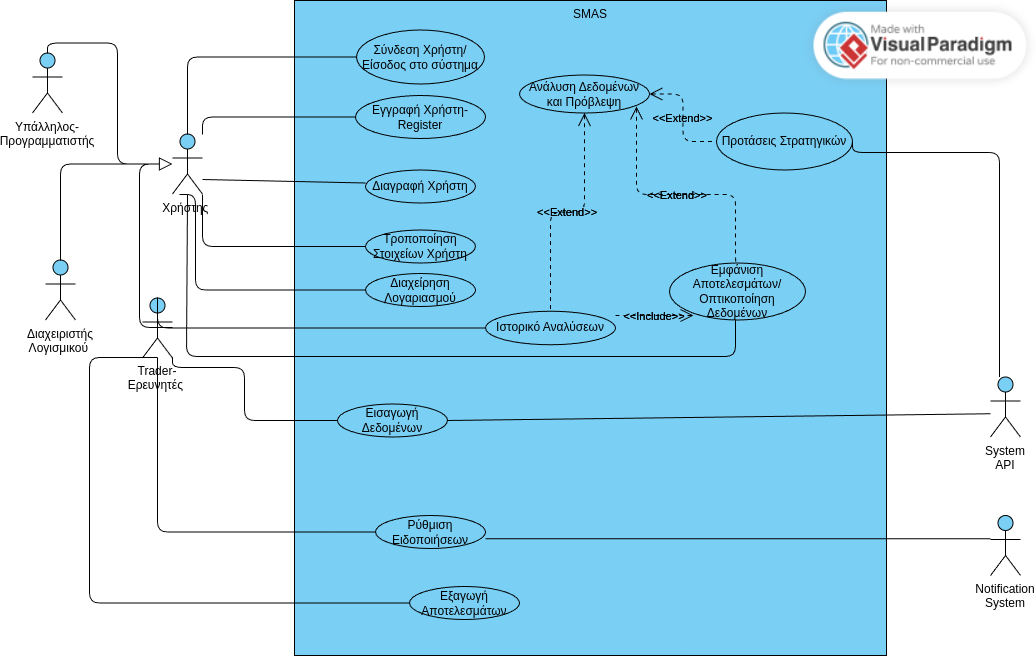 SMAS
Made with
VisualParadigm
For non-commercial use
Σύνδεση Χρήστη/
Είσοδος στο σύστημα
Ανάλυση Δεδομένων
και Πρόβλεψη
Εγγραφή Χρήστη-
Register
<<Extend>>
Υπάλληλος-
Προγραμματιστής
Προτάσεις Στρατηγικών
Διαγραφή Χρήστη
<<Extend>>
Χρήστης
<<Extend>>
Τροποποίηση
Στοιχείων Χρήστη
Εμφάνιση
Αποτελεσμάτων/
Οπτικοποίηση
Δεδομένων
Διαχείρηση
Λογαριασμού
<<Include>>
Ιστορικό Αναλύσεων
Διαχειριστής
Λογισμικού
Trader-
Ερευνητές
Εισαγωγή
Δεδομένων
System
API
Ρύθμιση
Ειδοποιήσεων
Notification
System
Εξαγωγή
Αποτελεσμάτων